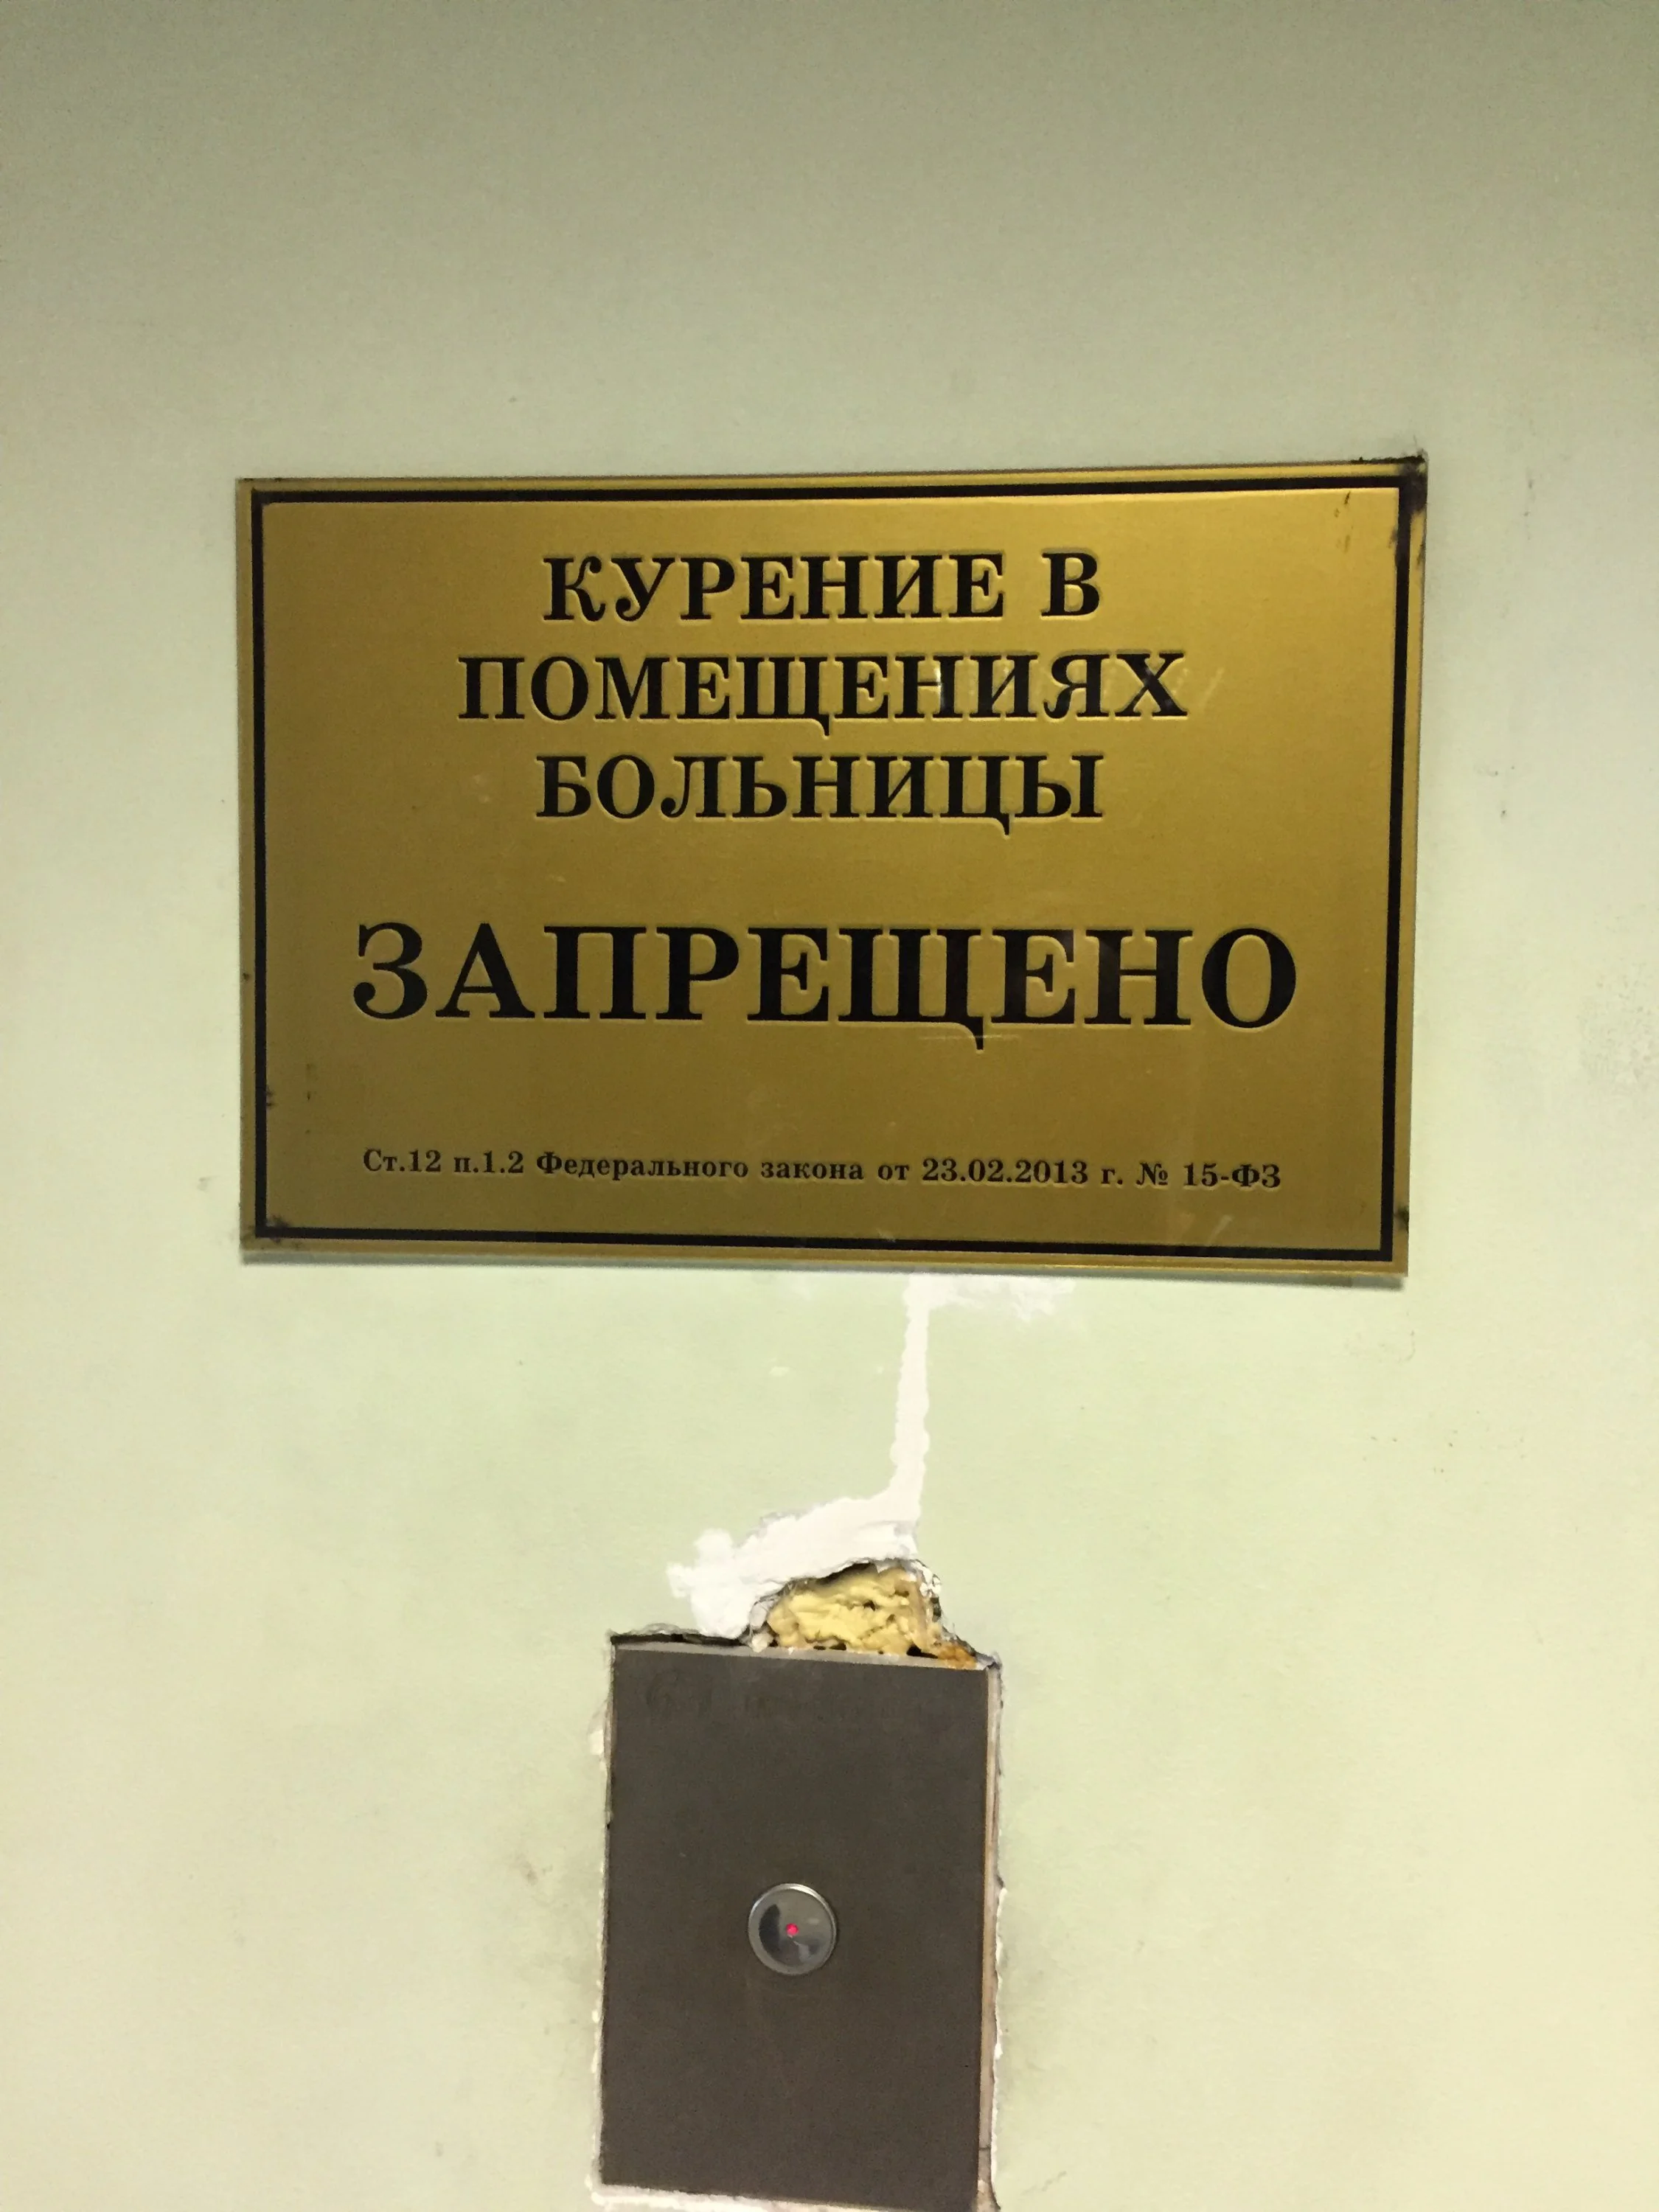 КУРЕНИЕ В
ПОМЕЩЕНИЯХ
БОЛЬНИЦЫ
ЗАПРЕЩЕНО
Ст.12 п.1.2 Федерального закона от 23.02.2013 г. № 15-ФЗ